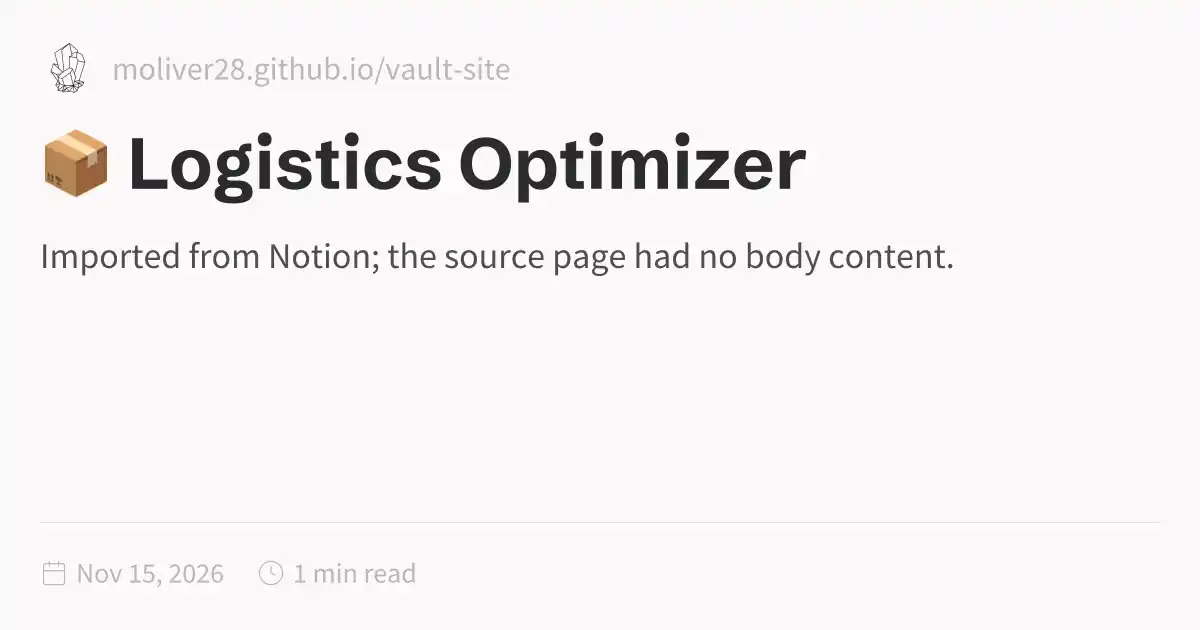 moliver28.github.io/vault-site
📦 Logistics Optimizer
Imported from Notion; the source page had no body content.
Nov 15, 2026 1 min read